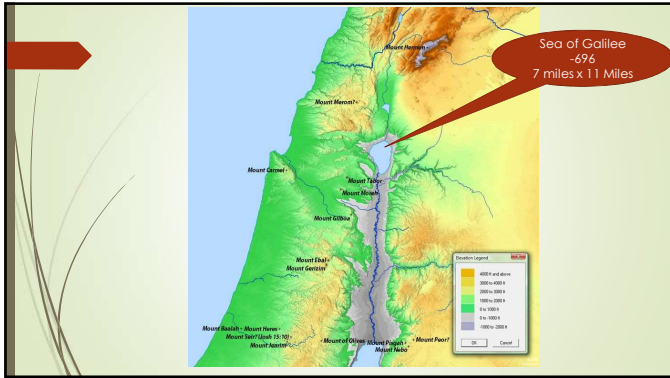 Mount Hermon
Sea of Galilee
-696
7 miles x 11 Miles
Mount Merom?
Mount Carmel
Mount Tabor
Mount Moreh
Mount Gilboa
Mount Ebal
Mount Gerizim
Mount Baalah
Mount Heres
Mount Seir? (Josh 15:10)
Mount Jearim
Mount of Olives
Mount Pisgah
Mount Nebo
Mount Peor?
Elevation Legend
4000 ft and above
3000 to 4000 ft
2000 to 3000 ft
1000 to 2000 ft
0 to 1000 ft
0 to -1000 ft
-1000 to -2000 ft
OK
Cancel